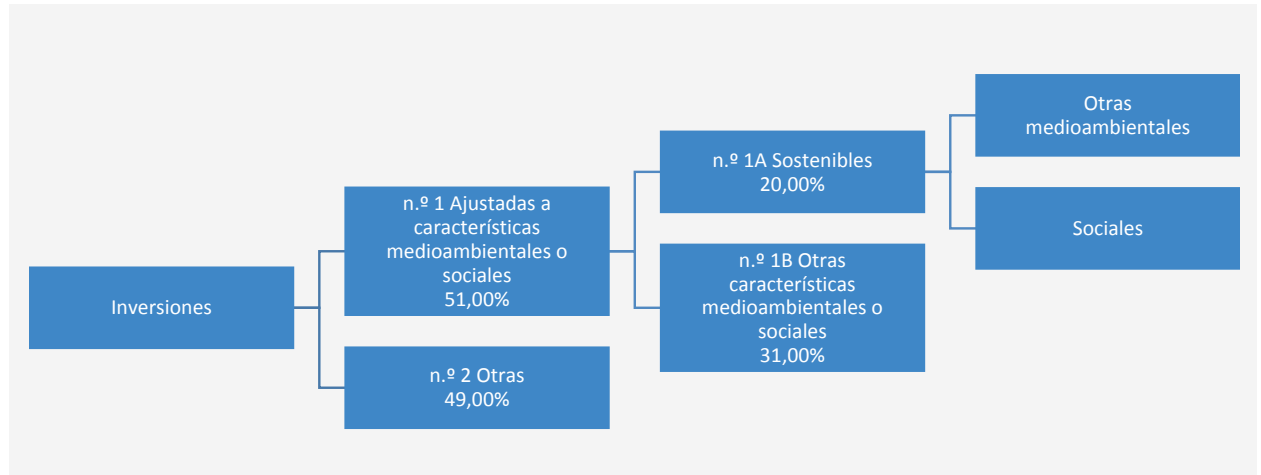 Inversiones
n.º 1 Ajustadas a
características
medioambientales o
sociales
51,00%
n.º 2 Otras
49,00%
n.º 1A Sostenibles
20,00%
n.º 1B Otras
características
medioambientales o
sociales
31,00%
Otras
medioambientales
Sociales